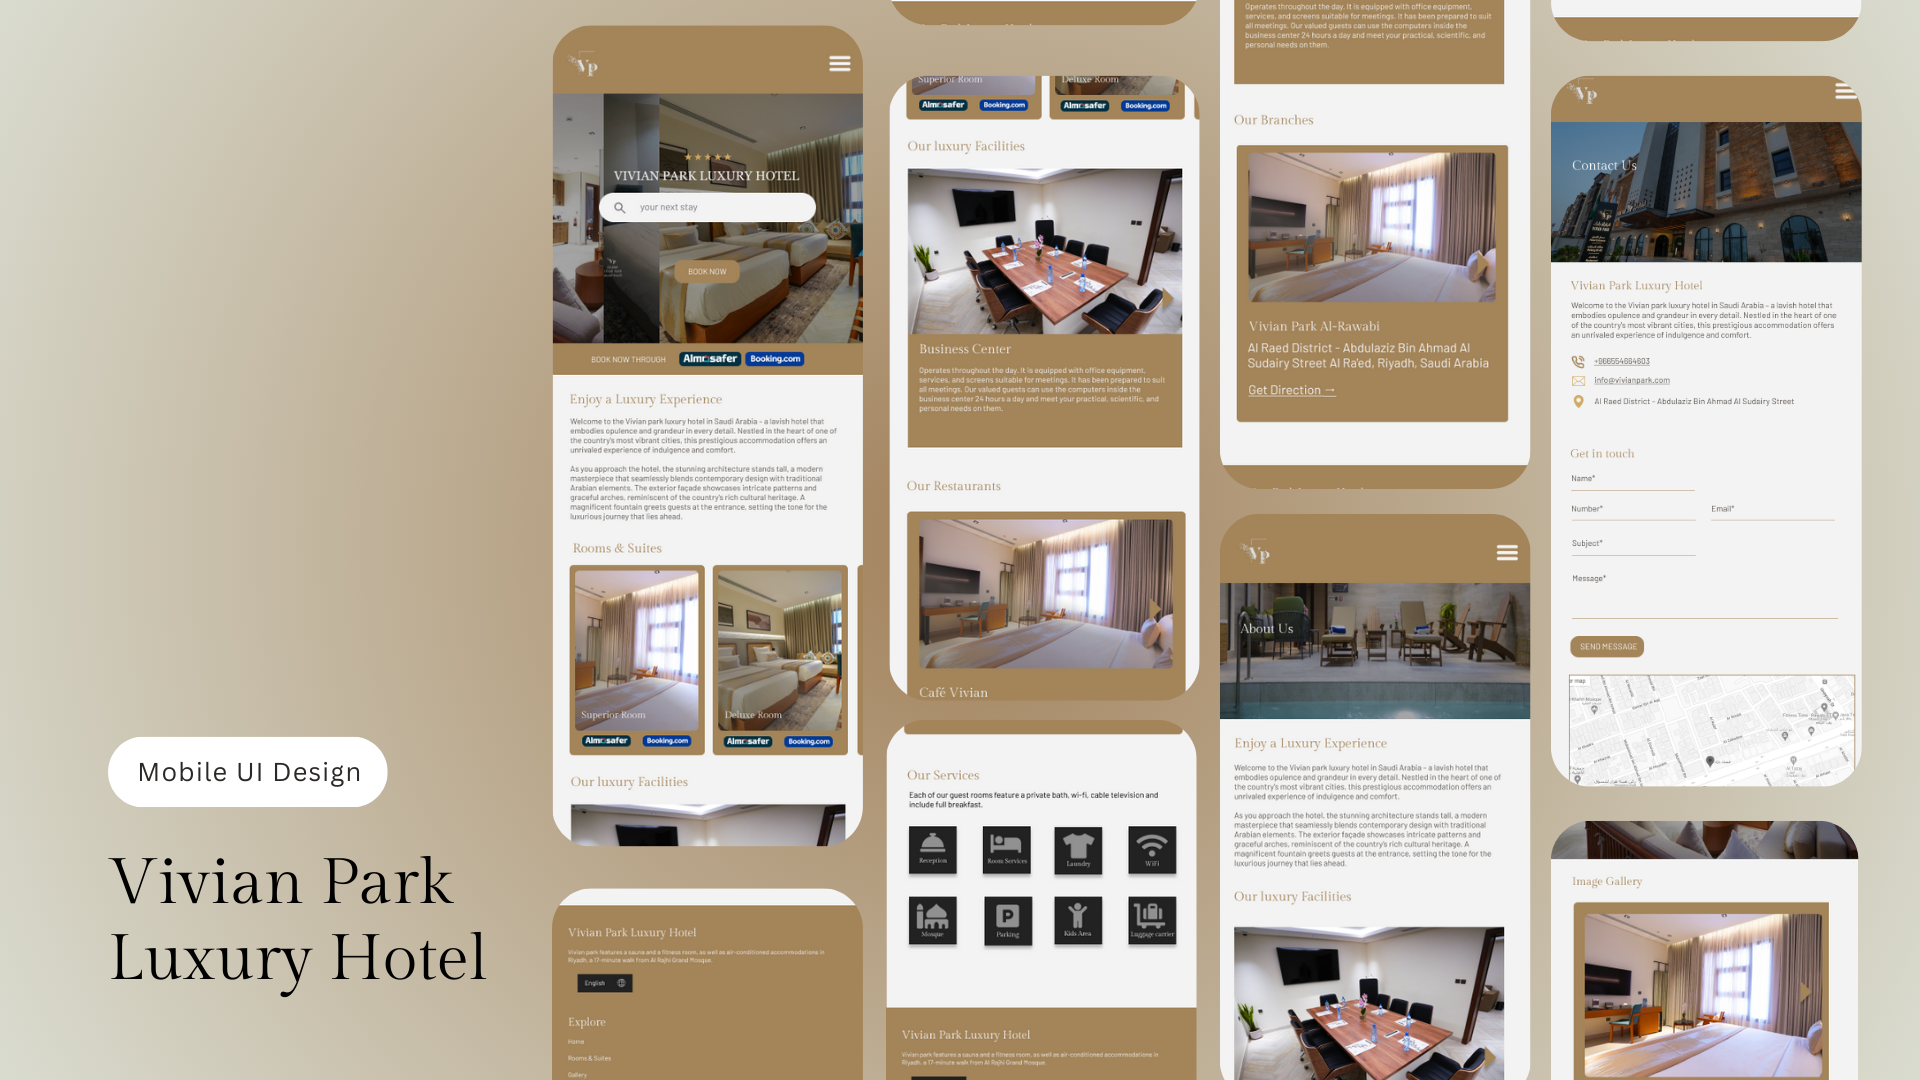 Mobile UI Design
Vivian Park
Luxury Hotel
Vp
★★★★★
VIVIAN PARK LUXURY HOTEL
your next stay
BOOK NOW
BOOK NOW THROUGH
Almosafer
Booking.com
Enjoy a Luxury Experience
Welcome to the Vivian park luxury hotel in Saudi Arabia – a lavish hotel that
embodies opulence and grandeur in every detail. Nestled in the heart of one of
the country's most vibrant cities, this prestigious accommodation offers an
unrivaled experience of indulgence and comfort.
As you approach the hotel, the stunning architecture stands tall, a modern
masterpiece that seamlessly blends contemporary design with traditional
Arabian elements. The exterior façade showcases intricate patterns and
graceful arches, reminiscent of the country's rich cultural heritage. A
magnificent fountain greets guests at the entrance, setting the tone for the
luxurious journey that lies ahead.
Rooms & Suites
Superior Room
Deluxe Room
Almosafer
Booking.com
Almosafer
Booking.com
Our luxury Facilities
Vivian Park Luxury Hotel
Vivian park features a sauna and a fitness room, as well as air-conditioned accommodations in
Riyadh, a 17-minute walk from Al Rajhi Grand Mosque.
English
Explore
Home
Rooms & Suites
Gallery
Superior Room
Deluxe Room
Almosafer
Booking.com
Almosafer
Booking.com
Our luxury Facilities
Business Center
Operates throughout the day. It is equipped with office equipment,
services, and screens suitable for meetings. It has been prepared to suit
all meetings. Our valued guests can use the computers inside the
business center 24 hours a day and meet your practical, scientific, and
personal needs on them.
Our Restaurants
Café Vivian
Our Services
Each of our guest rooms feature a private bath, wi-fi, cable television and
include full breakfast.
Reception
Room Services
Laundry
WiFi
Mosque
Parking
Kids Area
Luggage carrier
Vivian Park Luxury Hotel
Vivian park features a sauna and a fitness room, as well as air-conditioned accommodations in
Riyadh, a 17-minute walk from Al Rajhi Grand Mosque.
Operates throughout the day. It is equipped with office equipment,
services, and screens suitable for meetings. It has been prepared to suit
all meetings. Our valued guests can use the computers inside the
business center 24 hours a day and meet your practical, scientific, and
personal needs on them.
Our Branches
Vivian Park Al-Rawabi
Al Raed District - Abdulaziz Bin Ahmad Al
Sudairy Street Al Ra'ed, Riyadh, Saudi Arabia
Get Direction →
Vp
About Us
Enjoy a Luxury Experience
Welcome to the Vivian park luxury hotel in Saudi Arabia – a lavish hotel that
embodies opulence and grandeur in every detail. Nestled in the heart of one of
the country's most vibrant cities, this prestigious accommodation offers an
unrivaled experience of indulgence and comfort.
As you approach the hotel, the stunning architecture stands tall, a modern
masterpiece that seamlessly blends contemporary design with traditional
Arabian elements. The exterior façade showcases intricate patterns and
graceful arches, reminiscent of the country's rich cultural heritage. A
magnificent fountain greets guests at the entrance, setting the tone for the
luxurious journey that lies ahead.
Our luxury Facilities
Vp
Contact Us
Vivian Park Luxury Hotel
Welcome to the Vivian park luxury hotel in Saudi Arabia – a lavish hotel that
embodies opulence and grandeur in every detail. Nestled in the heart of one
of the country's most vibrant cities, this prestigious accommodation offers
an unrivaled experience of indulgence and comfort.
+966554664603
Info@vivianpark.com
Al Raed District - Abdulaziz Bin Ahmad Al Sudairy Street
Get in touch
Name*
Number*
Email*
Subject*
Message*
SEND MESSAGE
r map
Image Gallery